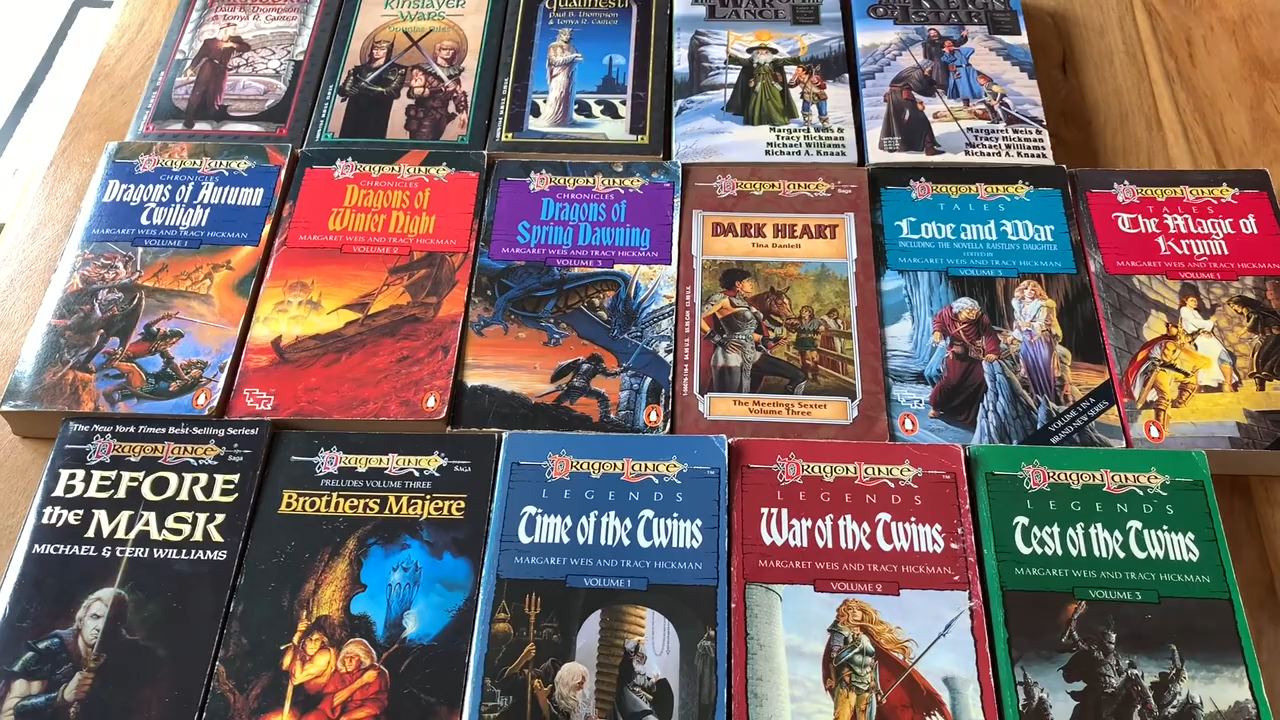 Paul B. Thompson
& Tonya R. Carter
Kinslayer
Wars
Douglas Niles
Qualinesti
Paul B. Thompson
& Tonya R. Carter
The War of the
Lance
Margaret Weis &
Tracy Hickman
Michael Williams
Richard A. Knaak
The Reign
of Istar
Margaret Weis &
Tracy Hickman
Michael Williams
Richard A. Knaak
DRAGONLANCE
CHRONICLES
Dragons of Autumn
Twilight
MARGARET WEIS AND TRACY HICKMAN
VOLUME 1
DRAGONLANCE
CHRONICLES
Dragons of
Winter Night
MARGARET WEIS AND TRACY HICKMAN
VOLUME 2
TSR
DRAGONLANCE
CHRONICLES
Dragons of
Spring Dawning
MARGARET WEIS AND TRACY HICKMAN
VOLUME 3
DRAGONLANCE
Saga
DARK HEART
Tina Daniell
The Meetings Sextet
Volume Three
DRAGONLANCE
TALES
Love and War
INCLUDING THE NOVELLA RAISTLIN'S DAUGHTER
EDITED BY
MARGARET WEIS AND TRACY HICKMAN
VOLUME 3
VOLUME 3 IN A
BRAND NEW SERIES
DRAGONLANCE
TALES
The Magic of
Krynn
MARGARET WEIS AND TRACY HICKMAN
VOLUME 1
The New York Times Best-Selling Series!
DRAGONLANCE
Saga
BEFORE
the MASK
MICHAEL & TERI WILLIAMS
DRAGONLANCE
SAGA
PRELUDES VOLUME THREE
Brothers Majere
DRAGONLANCE
LEGENDS
Time of the Twins
MARGARET WEIS AND TRACY HICKMAN
VOLUME 1
DRAGONLANCE
LEGENDS
War of the Twins
MARGARET WEIS AND TRACY HICKMAN
VOLUME 2
DRAGONLANCE
LEGENDS
Test of the Twins
MARGARET WEIS AND TRACY HICKMAN
VOLUME 3